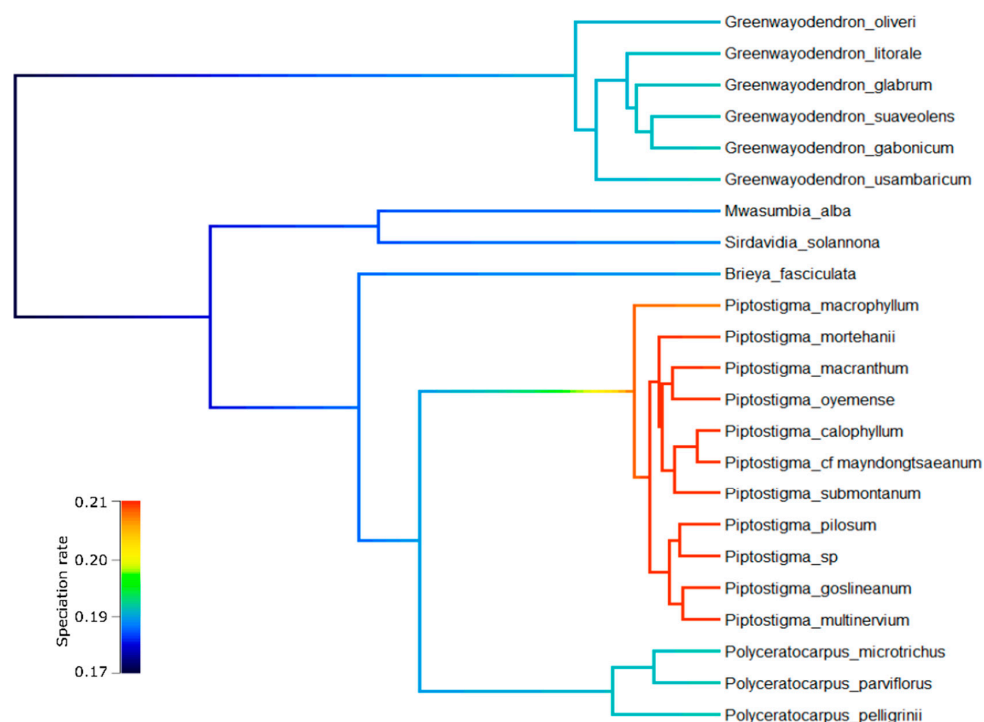 Greenwayodendron_oliveri
Greenwayodendron_litorale
Greenwayodendron_glabrum
Greenwayodendron_suaveolens
Greenwayodendron_gabonicum
Greenwayodendron_usambaricum
Mwasumbia_alba
Sirdavidia_solannona
Brieya_fasciculata
Piptostigma_macrophyllum
Piptostigma_mortehanii
Piptostigma_macranthum
Piptostigma_oyemense
Piptostigma_calophyllum
Piptostigma_cf mayndongtsaeanum
Piptostigma_submontanum
Piptostigma_pilosum
Piptostigma_sp
Piptostigma_goslineanum
Piptostigma_multinervium
Polyceratocarpus_microtrichus
Polyceratocarpus_parviflorus
Polyceratocarpus_pelligrinii
Speciation rate
0.21
0.20
0.19
0.17